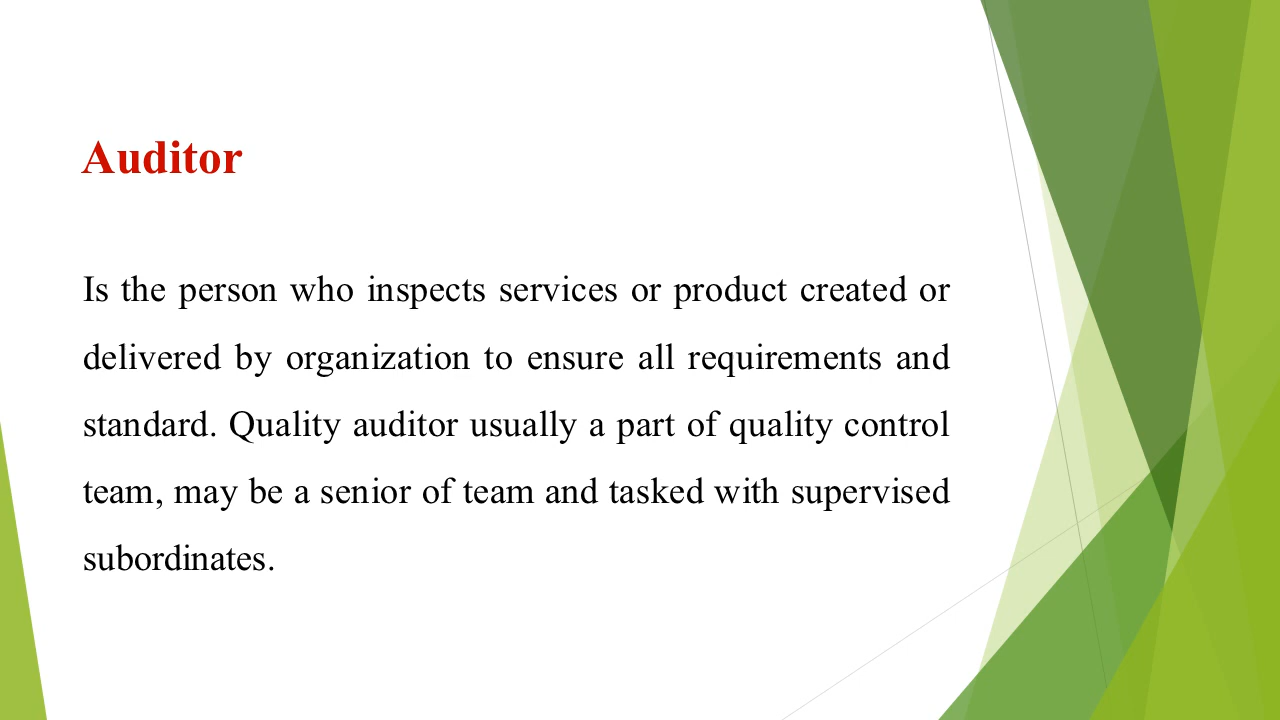 Auditor
Is the person who inspects services or product created or
delivered by organization to ensure all requirements and
standard. Quality auditor usually a part of quality control
team, may be a senior of team and tasked with supervised
subordinates.